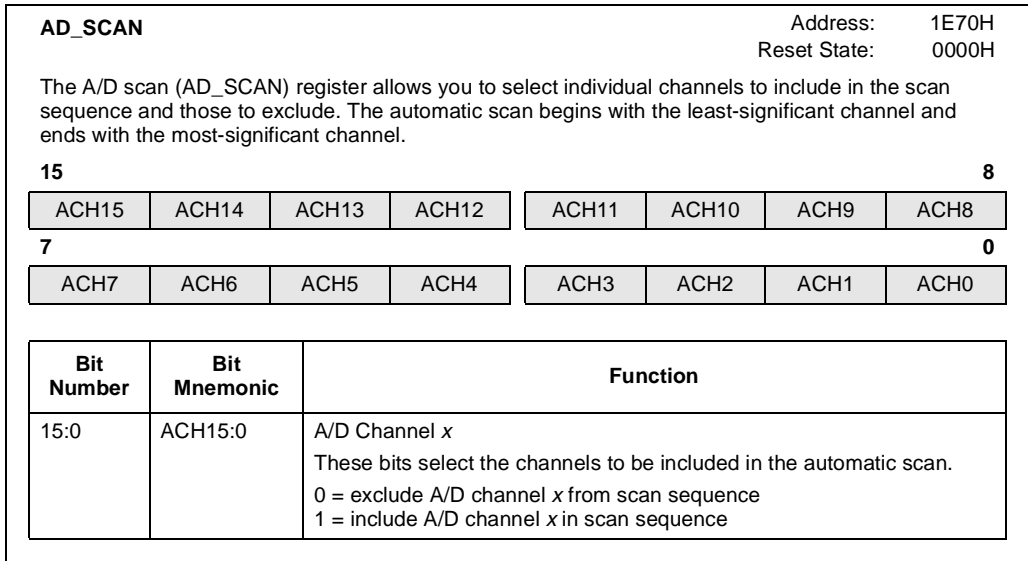 AD_SCAN Address: 1E70H
Reset State: 0000H
The A/D scan (AD_SCAN) register allows you to select individual channels to include in the scan
sequence and those to exclude. The automatic scan begins with the least-significant channel and
ends with the most-significant channel.
15 8
ACH15 ACH14 ACH13 ACH12 ACH11 ACH10 ACH9 ACH8
7 0
ACH7 ACH6 ACH5 ACH4 ACH3 ACH2 ACH1 ACH0
Bit Number Bit Mnemonic Function
15:0 ACH15:0 A/D Channel x
These bits select the channels to be included in the automatic scan.
0 = exclude A/D channel x from scan sequence
1 = include A/D channel x in scan sequence